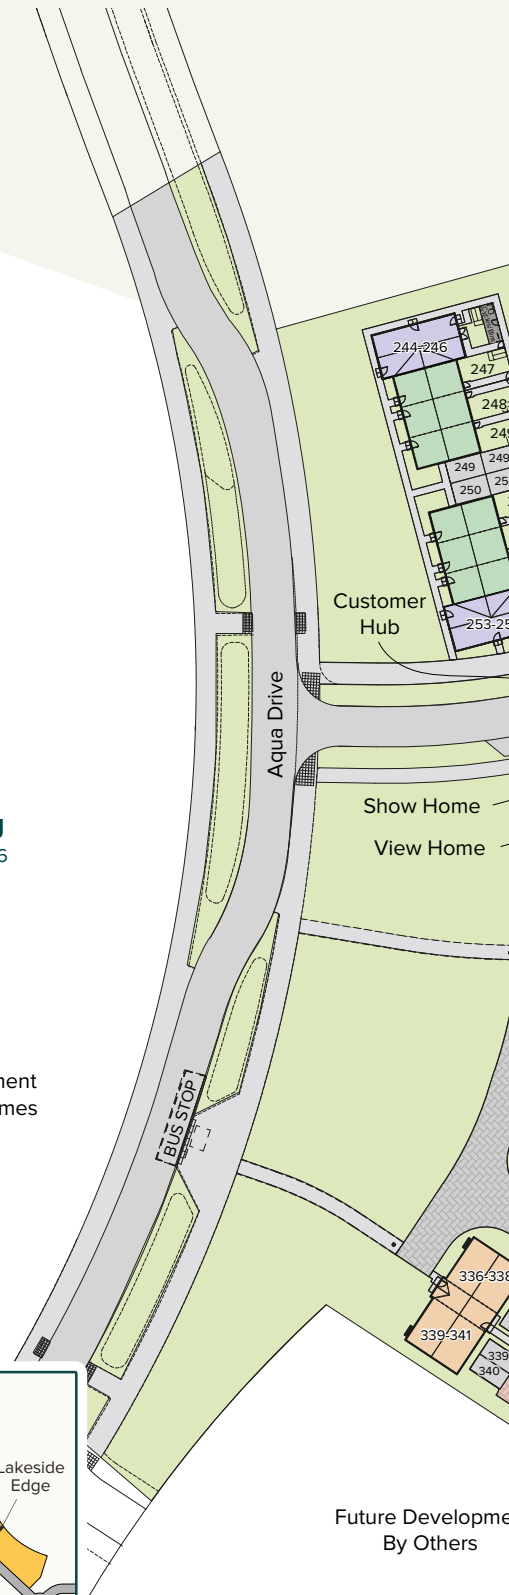 244-246
247
248
249
249
249
250
25
Customer
Hub
253-25
Aqua Drive
6
Show Home
View Home
ment
mes
BUS STOP
336-338
339-341
339
340
Lakeside
Edge
Future Developme
By Others